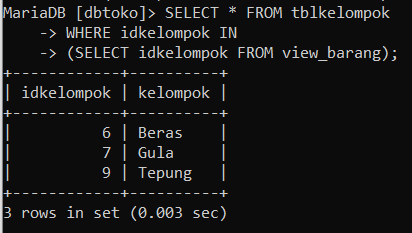 MariaDB [dbtoko]> SELECT * FROM tblkelompok
    -> WHERE idkelompok IN
    -> (SELECT idkelompok FROM view_barang);
+------------+----------+
| idkelompok | kelompok |
+------------+----------+
|          6 | Beras    |
|          7 | Gula     |
|          9 | Tepung   |
+------------+----------+
3 rows in set (0.003 sec)